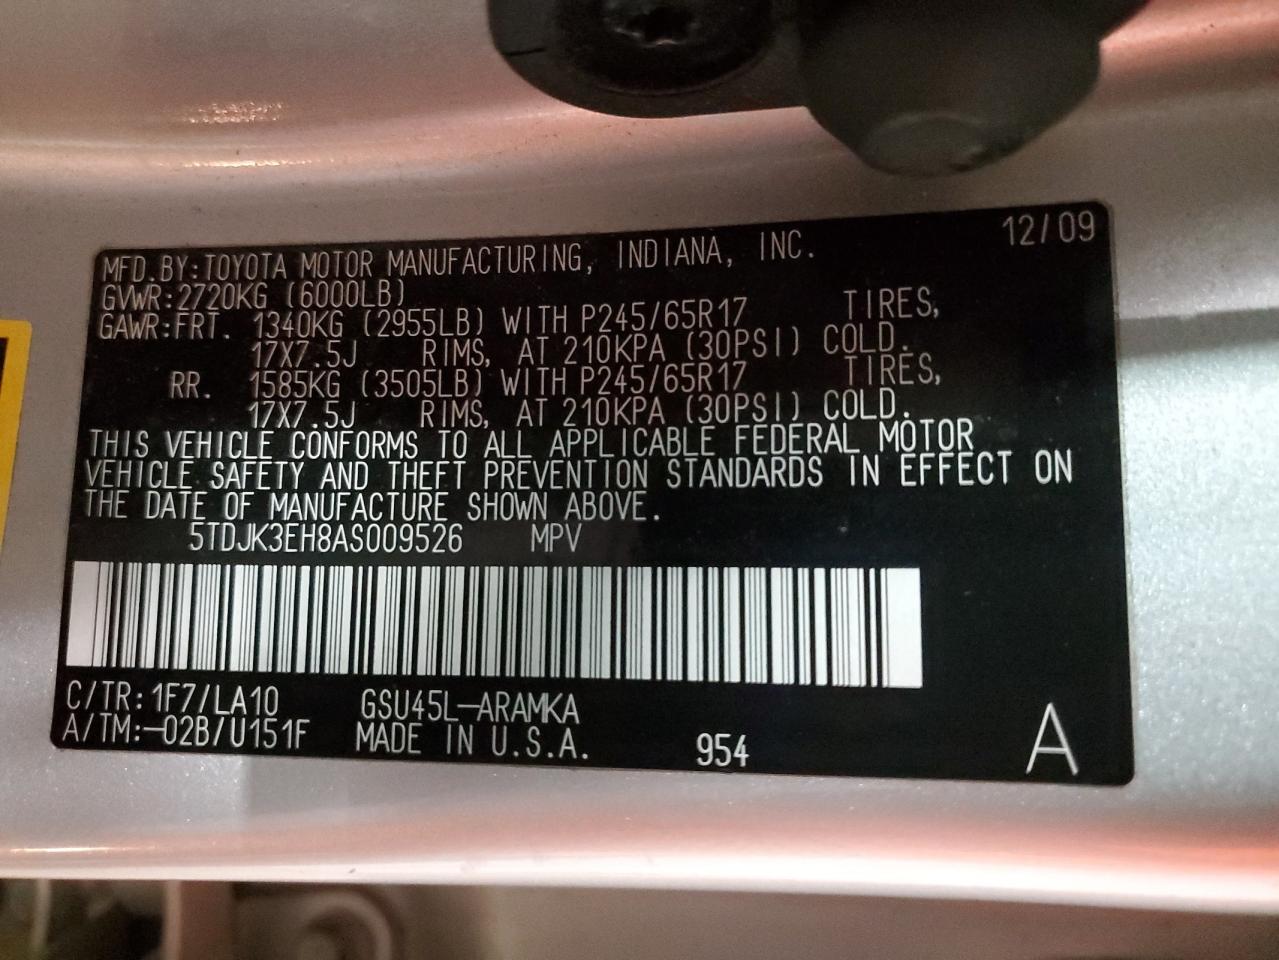 12/09
MFD.BY:TOYOTA MOTOR MANUFACTURING, INDIANA, INC.
GVWR:2720KG (6000LB)
GAWR:FRT. 1340KG (2955LB) WITH P245/65R17 TIRES,
17X7.5J RIMS, AT 210KPA (30PSI) COLD.
RR. 1585KG (3505LB) WITH P245/65R17 TIRES,
17X7.5J RIMS, AT 210KPA (30PSI) COLD.
THIS VEHICLE CONFORMS TO ALL APPLICABLE FEDERAL MOTOR
VEHICLE SAFETY AND THEFT PREVENTION STANDARDS IN EFFECT ON
THE DATE OF MANUFACTURE SHOWN ABOVE.
5TDJK3EH8AS009526 MPV
C/TR:1F7/LA10 GSU45L-ARAMKA
A/TM:-02B/U151F MADE IN U.S.A. 954 A